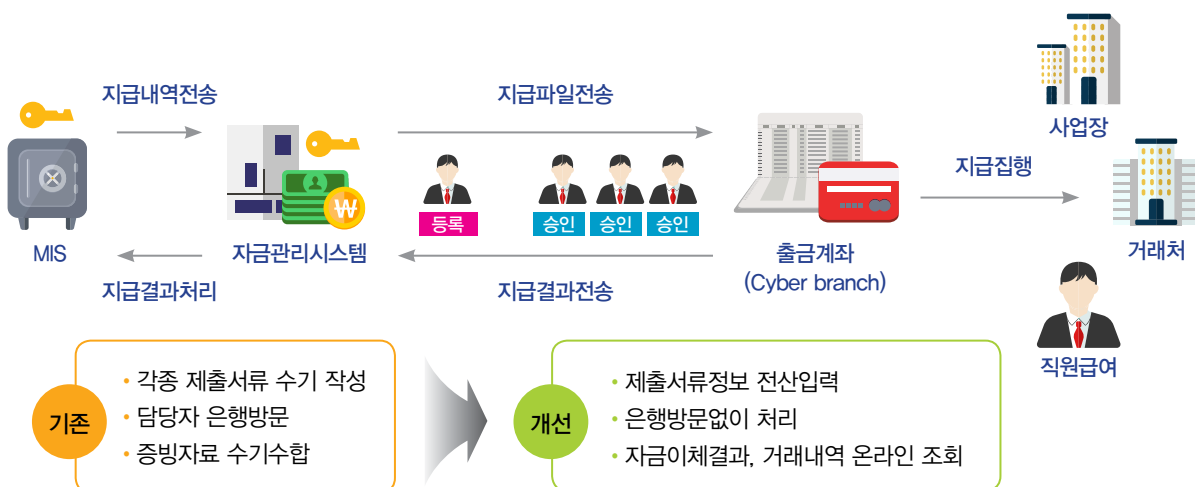 지급내역전송
지급파일전송
사업장
지급집행
₩
등록
승인
승인
승인
MIS
자금관리시스템
출금계좌
(Cyber branch)
거래처
지급결과처리
지급결과전송
직원급여
기존
• 각종 제출서류 수기 작성
• 담당자 은행방문
• 증빙자료 수기수합
개선
• 제출서류정보 전산입력
• 은행방문없이 처리
• 자금이체결과, 거래내역 온라인 조회